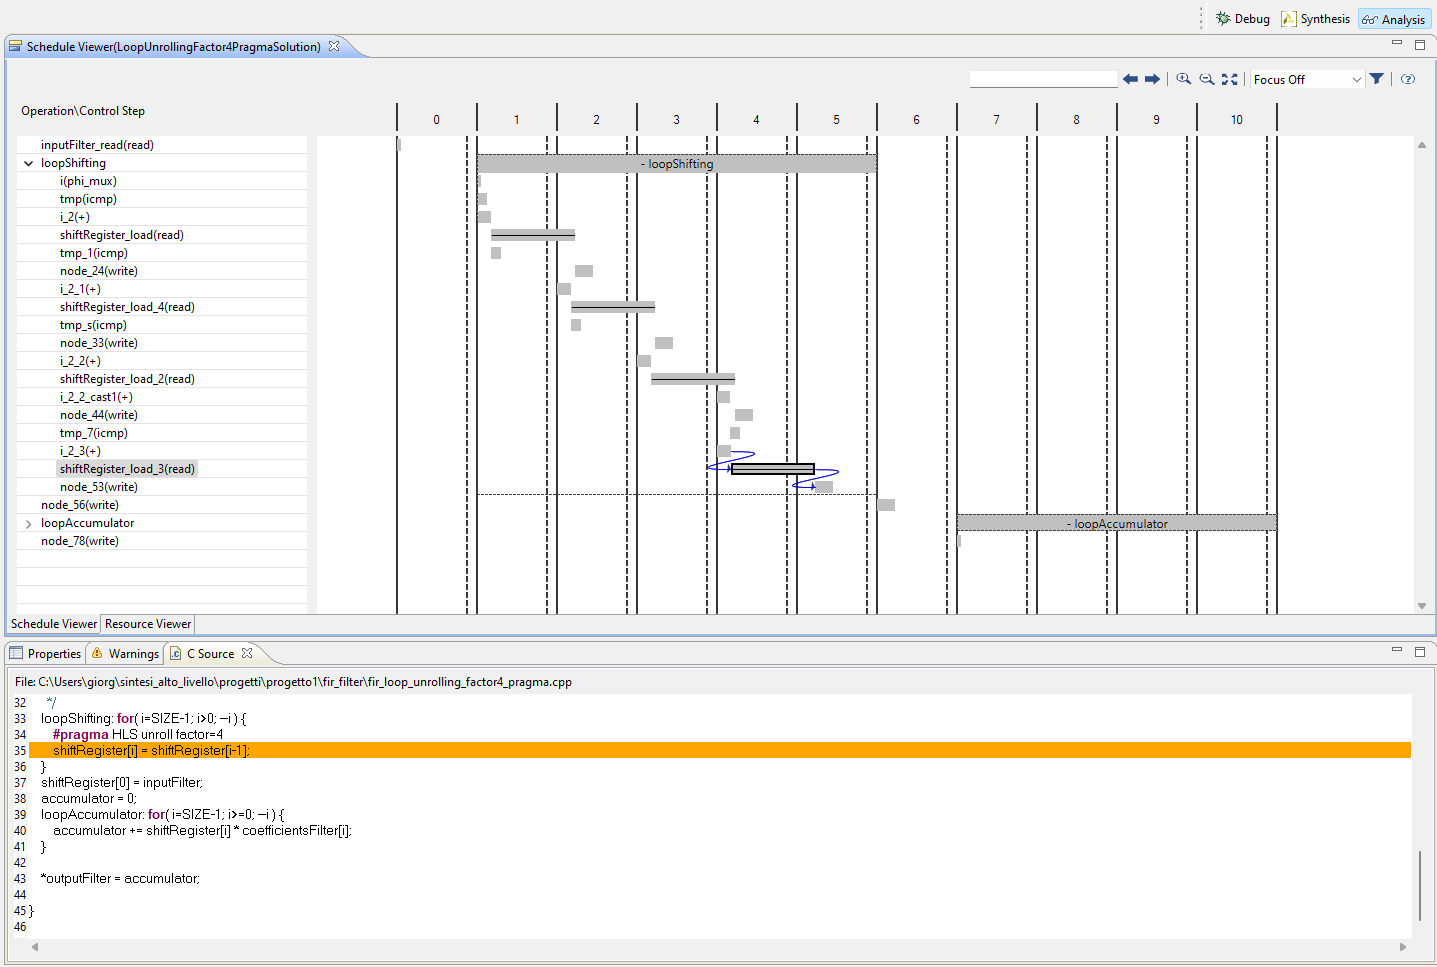 Debug Synthesis Analysis
Schedule Viewer(LoopUnrollingFactor4PragmaSolution)
Focus Off
Operation\Control Step 0 1 2 3 4 5 6 7 8 9 10
inputFilter_read(read)
loopShifting - loopShifting
i(phi_mux)
tmp(icmp)
i_2(+)
shiftRegister_load(read)
tmp_1(icmp)
node_24(write)
i_2_1(+)
shiftRegister_load_4(read)
tmp_s(icmp)
node_33(write)
i_2_2(+)
shiftRegister_load_2(read)
i_2_2_cast1(+)
node_44(write)
tmp_7(icmp)
i_2_3(+)
shiftRegister_load_3(read)
node_53(write)
node_56(write)
loopAccumulator - loopAccumulator
node_78(write)
Schedule Viewer Resource Viewer
Properties Warnings C Source
File: C:\Users\giorg\sintesi_alto_livello\progetti\progetto1\fir_filter\fir_loop_unrolling_factor4_pragma.cpp
32 */
33 loopShifting: for( i=SIZE-1; i>0; --i ) {
34 #pragma HLS unroll factor=4
35 shiftRegister[i] = shiftRegister[i-1];
36 }
37 shiftRegister[0] = inputFilter;
38 accumulator = 0;
39 loopAccumulator: for( i=SIZE-1; i>=0; --i ) {
40 accumulator += shiftRegister[i] * coefficientsFilter[i];
41 }
42
43 *outputFilter = accumulator;
44
45 }
46